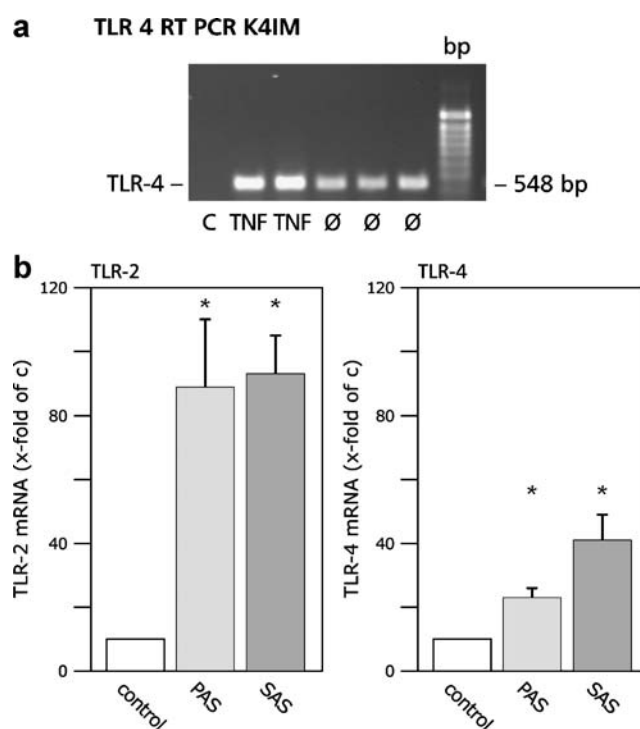 a TLR 4 RT PCR K4IM
bp
TLR-4 – – 548 bp
C TNF TNF Ø Ø Ø
b
TLR-2
TLR-2 mRNA (x-fold of c)
120
80
40
0
* *
control PAS SAS
TLR-4
TLR-4 mRNA (x-fold of c)
120
80
40
0
* *
control PAS SAS